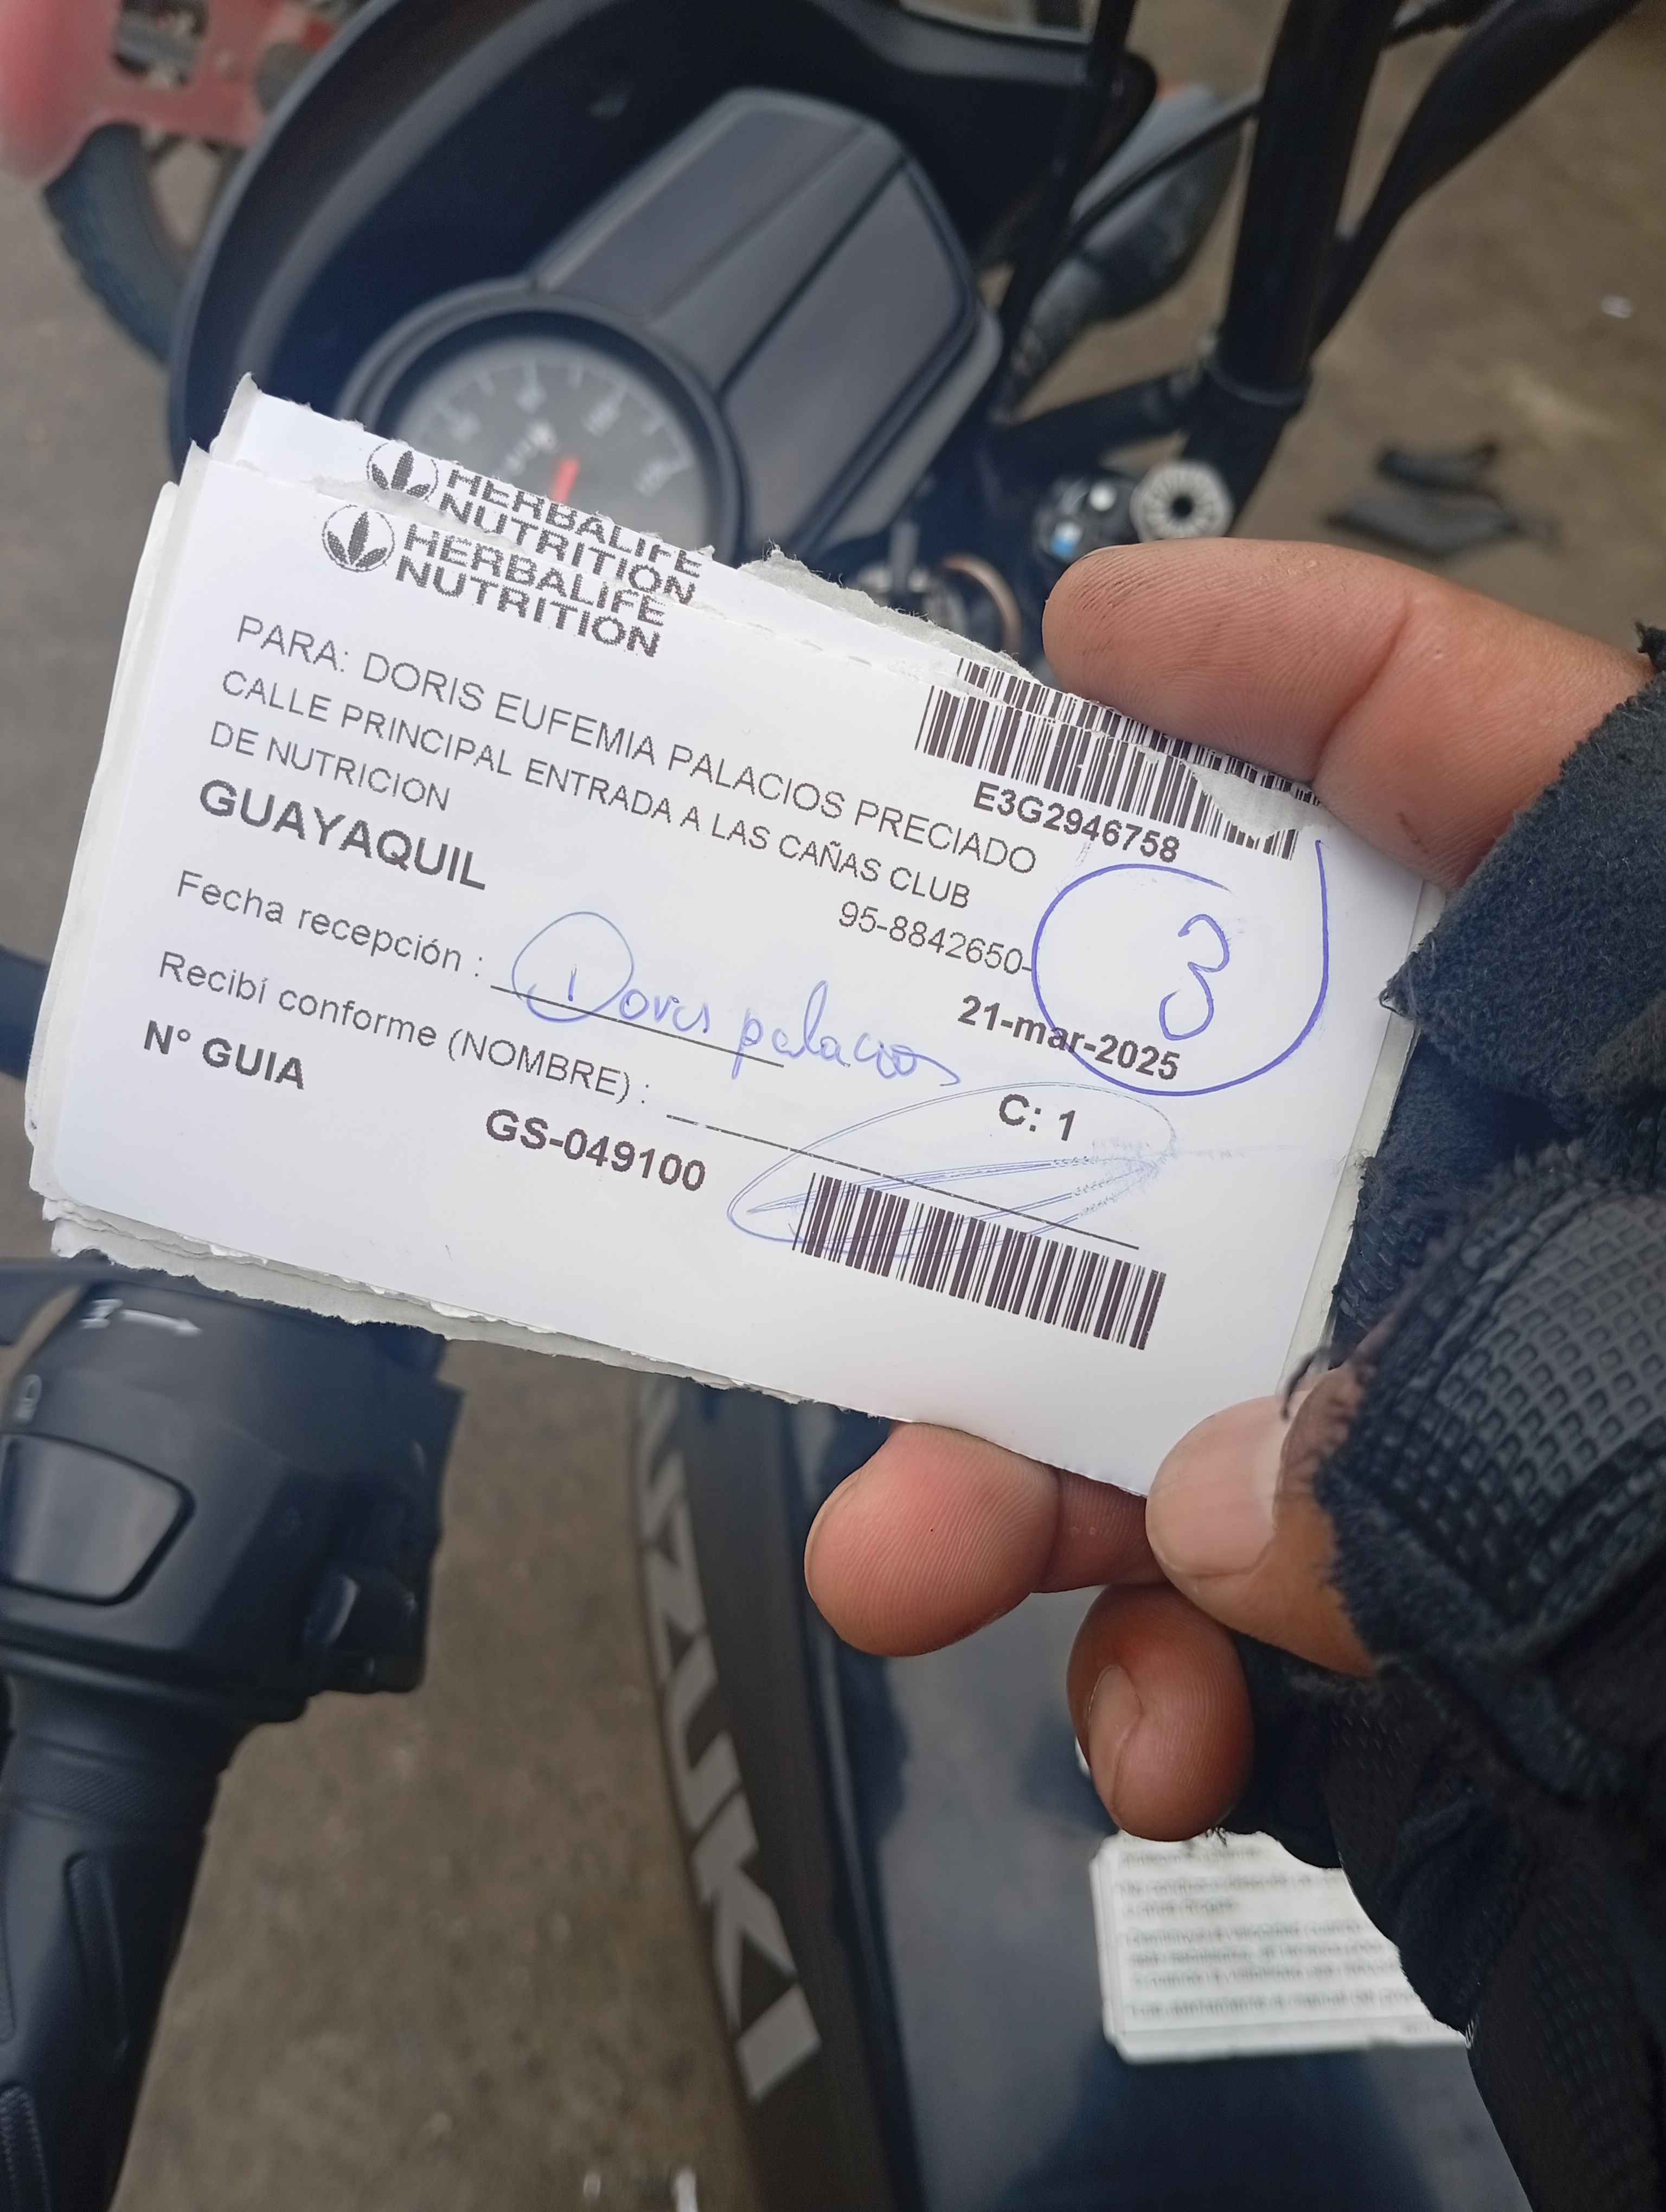 HERBALIFE
NUTRITION
HERBALIFE
NUTRITION
E3G2946758
PARA: DORIS EUFEMIA PALACIOS PRECIADO
CALLE PRINCIPAL ENTRADA A LAS CAÑAS CLUB
DE NUTRICION
95-8842650-
3
GUAYAQUIL
21-mar-2025
Fecha recepción :
Doris palacios
C: 1
Recibí conforme (NOMBRE) :
N° GUIA
GS-049100
SUZUKI